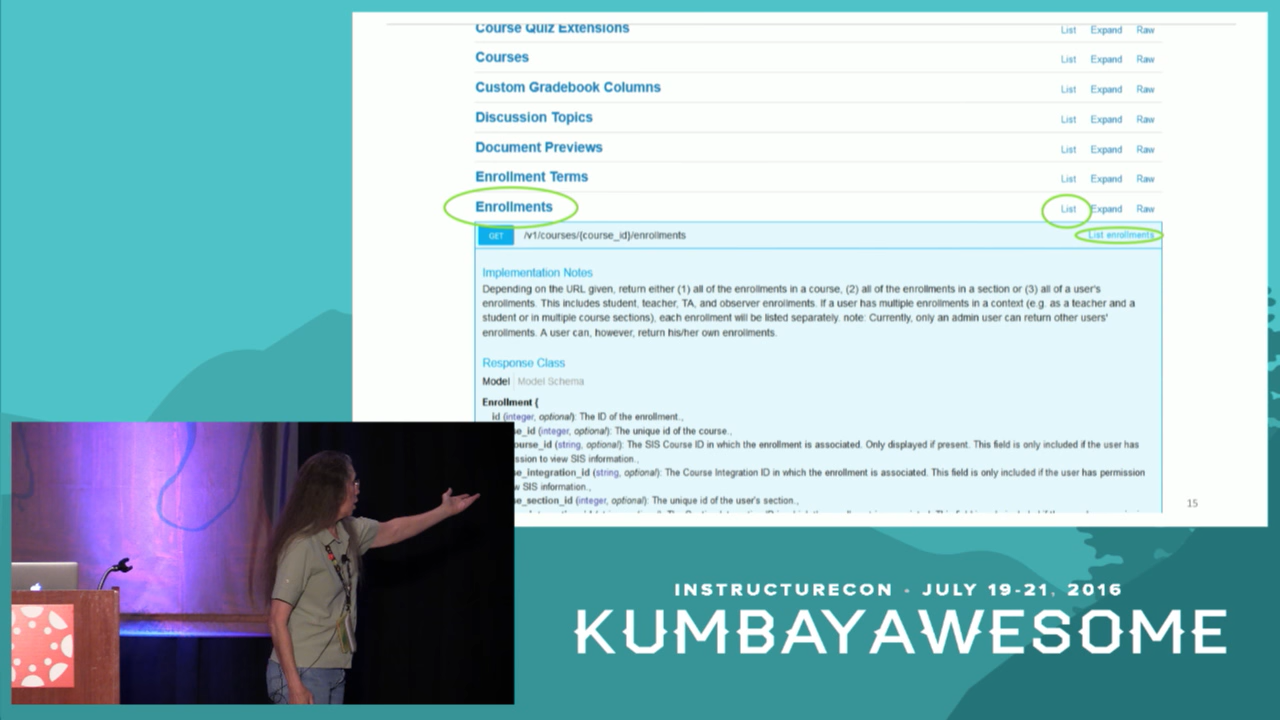 Course Quiz Extensions List Expand Raw
Courses List Expand Raw
Custom Gradebook Columns List Expand Raw
Discussion Topics List Expand Raw
Document Previews List Expand Raw
Enrollment Terms List Expand Raw
Enrollments List Expand Raw
GET /v1/courses/{course_id}/enrollments List enrollments
Implementation Notes
Depending on the URL given, return either (1) all of the enrollments in a course, (2) all of the enrollments in a section or (3) all of a user's
enrollments. This includes student, teacher, TA, and observer enrollments. If a user has multiple enrollments in a context (e.g. as a teacher and a
student or in multiple course sections), each enrollment will be listed separately. note: Currently, only an admin user can return other users'
enrollments. A user can, however, return his/her own enrollments.
Response Class
Model Model Schema
Enrollment {
id (integer, optional): The ID of the enrollment.,
e_id (integer, optional): The unique id of the course.,
ourse_id (string, optional): The SIS Course ID in which the enrollment is associated. Only displayed if present. This field is only included if the user has
ssion to view SIS information.,
e_integration_id (string, optional): The Course Integration ID in which the enrollment is associated. This field is only included if the user has permission
w SIS information.,
e_section_id (integer, optional): The unique id of the user's section.,
15
INSTRUCTURECON • JULY 19-21, 2016
KUMBAYAWESOME